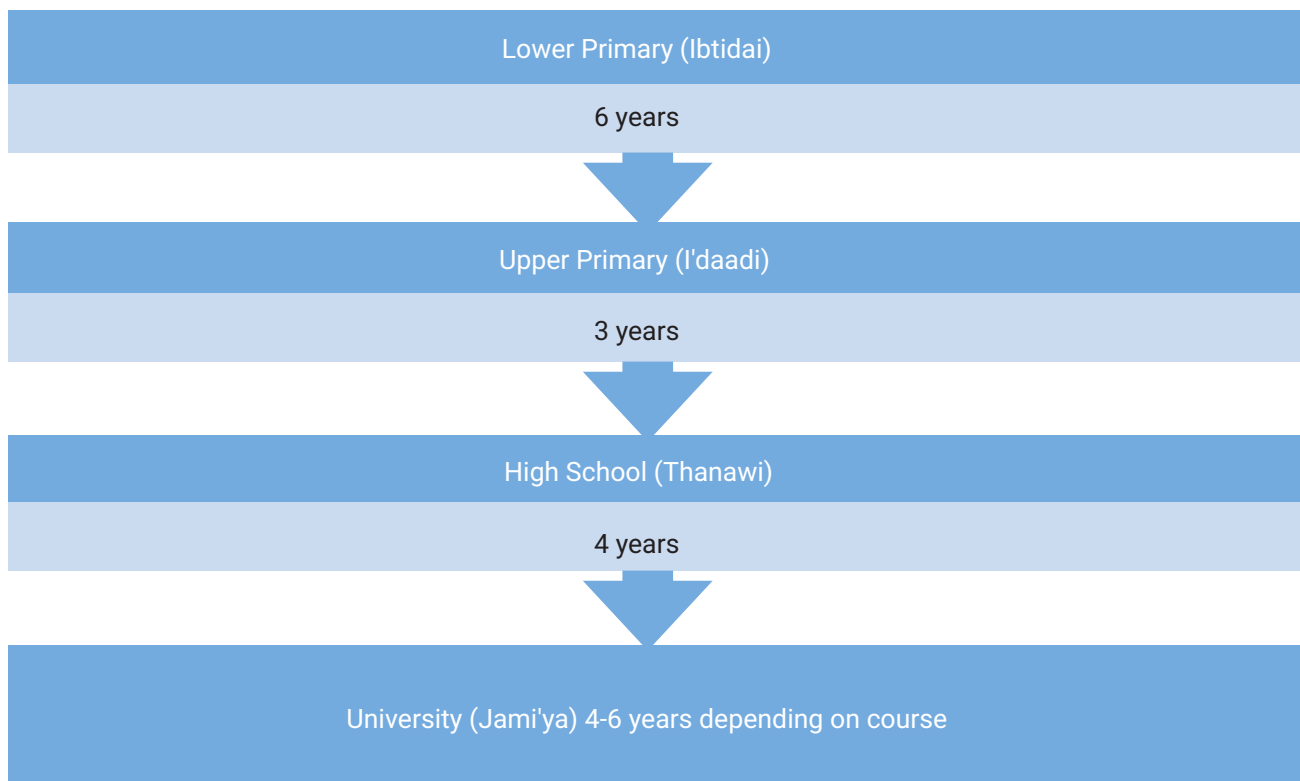 Lower Primary (Ibtidai)
6 years
Upper Primary (I'daadi)
3 years
High School (Thanawi)
4 years
University (Jami'ya) 4-6 years depending on course